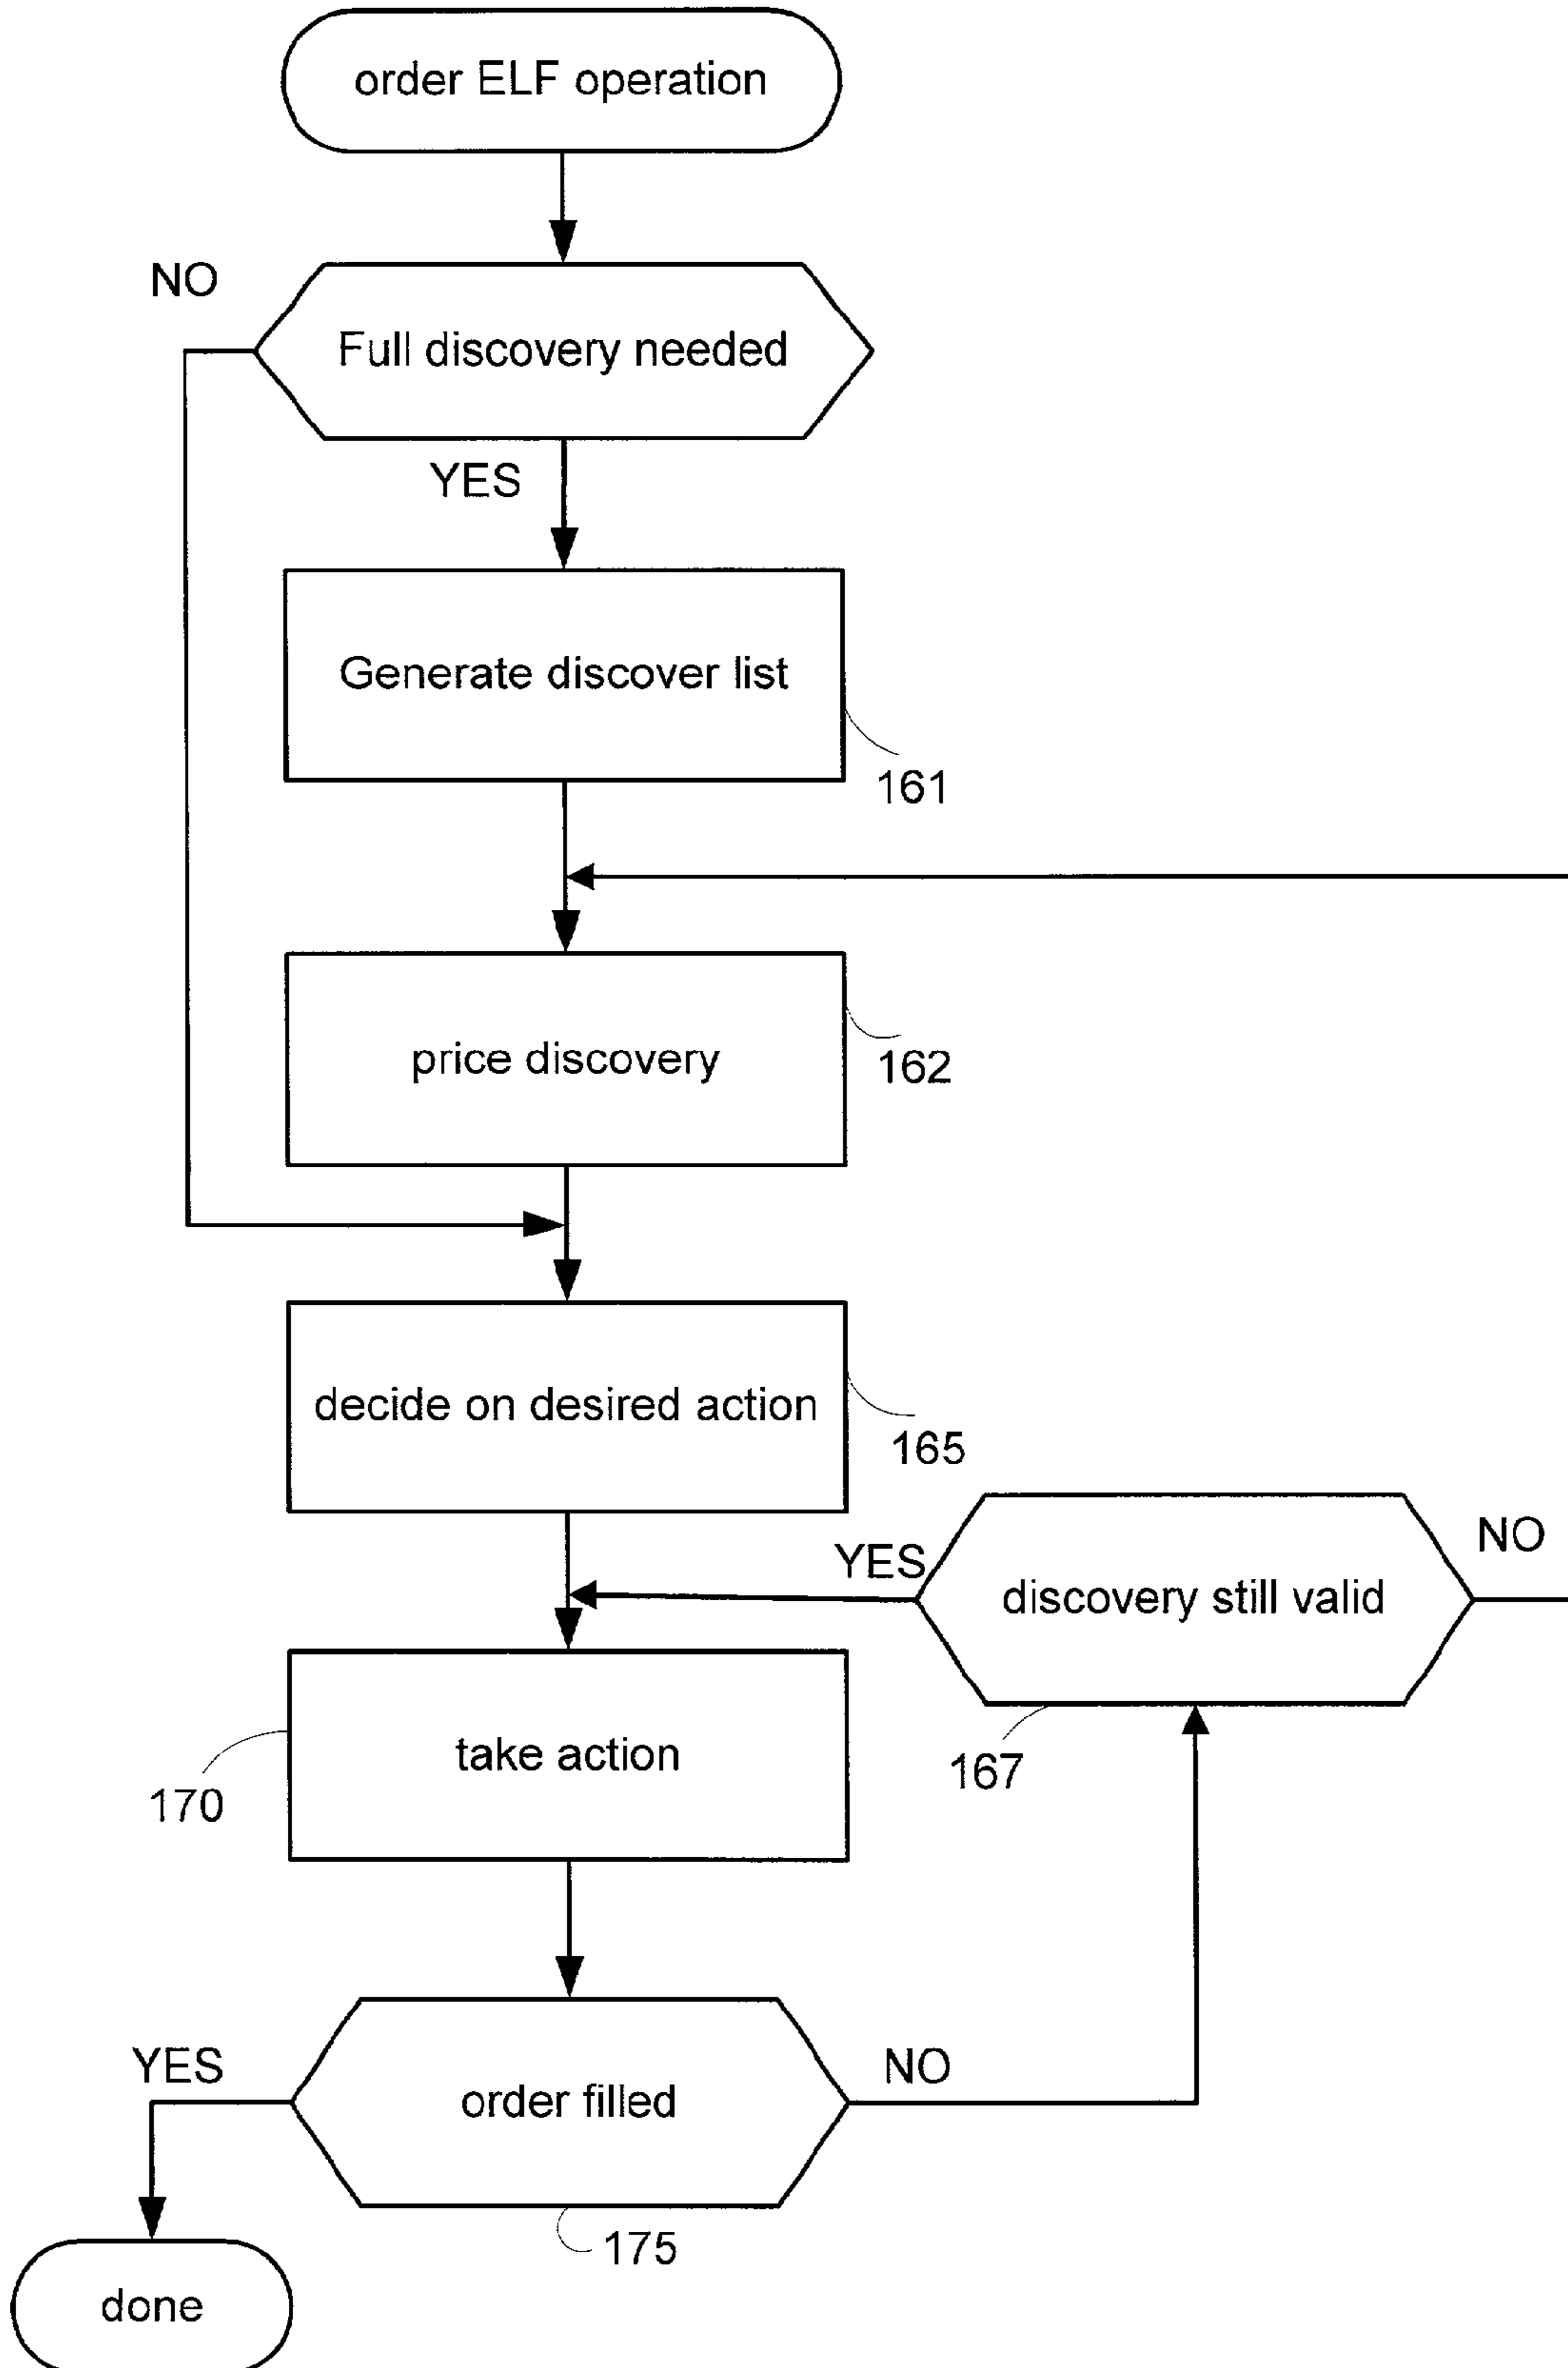 order ELF operation
NO
Full discovery needed
YES
Generate discover list
161
price discovery
162
decide on desired action
165
YES
NO
discovery still valid
take action
167
170
YES
NO
order filled
175
done